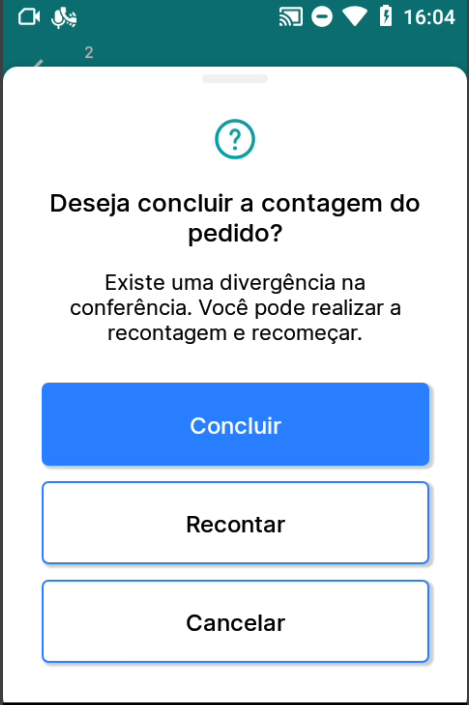 16:04
2
Deseja concluir a contagem do
pedido?
Existe uma divergência na
conferência. Você pode realizar a
recontagem e recomeçar.
Concluir
Recontar
Cancelar